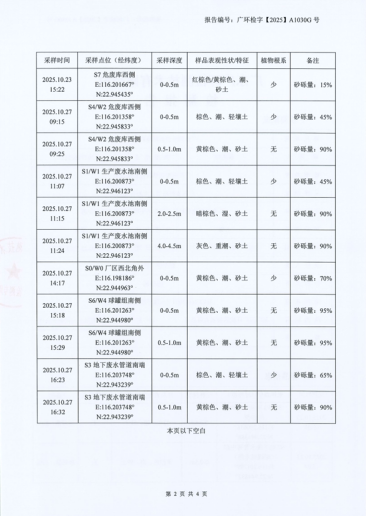 报告编号：广环检字【2025】A1030G 号
采样时间 采样点位（经纬度） 采样深度 样品表观性状/特征 植物根系 备注
2025.10.23 15:22 S7 危废库西侧 E:116.201667° N:22.945435° 0-0.5m 红棕色/黄棕色、潮、砂土 少 砂砾量：15%
2025.10.27 09:15 S4/W2 危废库西侧 E:116.201358° N:22.945833° 0-0.5m 棕色、潮、轻壤土 少 砂砾量：45%
2025.10.27 09:25 S4/W2 危废库西侧 E:116.201358° N:22.945833° 0.5-1.0m 黄棕色、潮、砂土 无 砂砾量：90%
2025.10.27 11:07 S1/W1 生产废水池南侧 E:116.200873° N:22.946123° 0-0.5m 棕色、潮、轻壤土 少 砂砾量：45%
2025.10.27 11:15 S1/W1 生产废水池南侧 E:116.200873° N:22.946123° 2.0-2.5m 暗棕色、湿、砂土 无 砂砾量：90%
2025.10.27 11:24 S1/W1 生产废水池南侧 E:116.200873° N:22.946123° 4.0-4.5m 灰色、重潮、砂土 无 砂砾量：90%
2025.10.27 14:17 S0/W0 厂区西北角外 E:116.198186° N:22.944963° 0-0.5m 黄棕色、潮、砂土 少 砂砾量：70%
2025.10.27 15:18 S6/W4 球罐组南侧 E:116.201263° N:22.944980° 0-0.5m 黄棕色、潮、砂土 无 砂砾量：95%
2025.10.27 15:29 S6/W4 球罐组南侧 E:116.201263° N:22.944980° 0.5-1.0m 黄棕色、潮、砂土 无 砂砾量：95%
2025.10.27 16:23 S3 地下废水管道南端 E:116.203748° N:22.943239° 0-0.5m 棕色、潮、轻壤土 少 砂砾量：65%
2025.10.27 16:32 S3 地下废水管道南端 E:116.203748° N:22.943239° 0.5-1.0m 黄棕色、潮、砂土 无 砂砾量：90%
本页以下空白
第 2 页 共 4 页